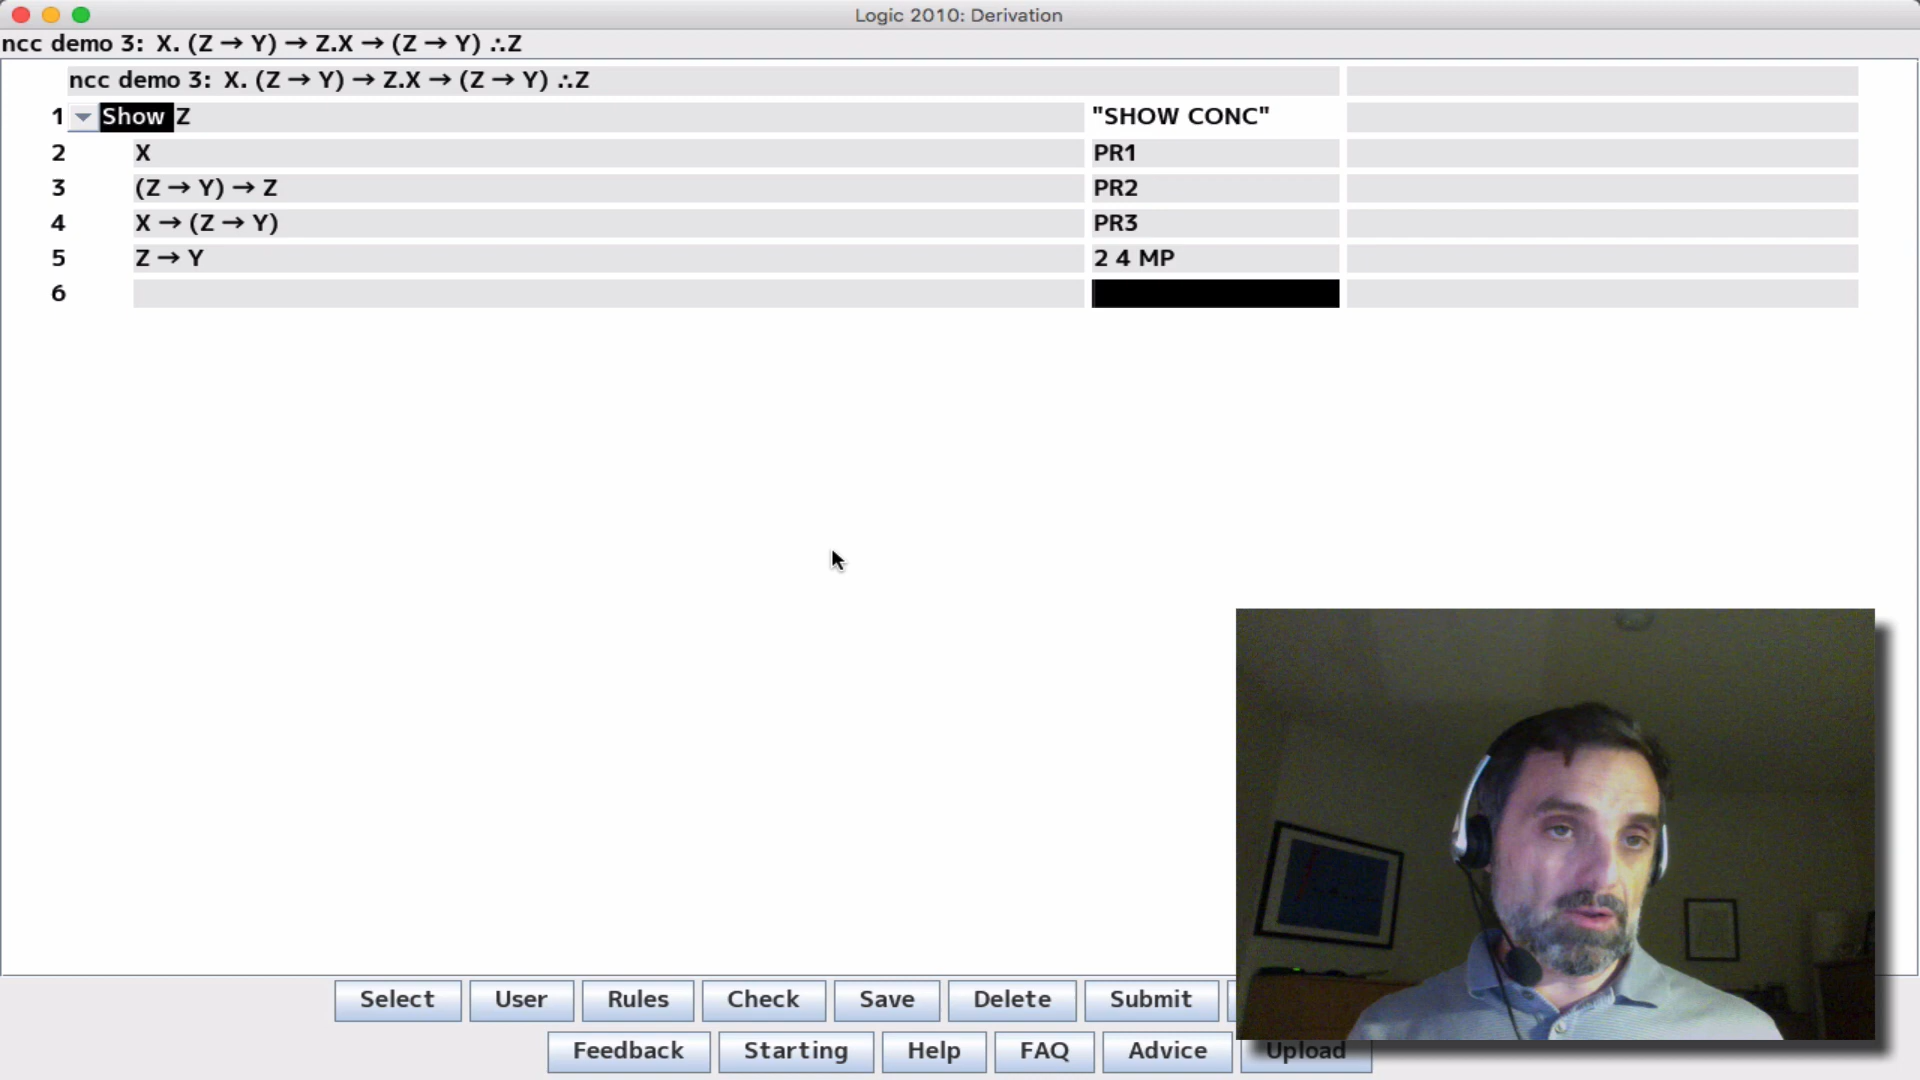 Logic 2010: Derivation
ncc demo 3: X. (Z → Y) → Z.X → (Z → Y) ∴Z
ncc demo 3: X. (Z → Y) → Z.X → (Z → Y) ∴Z
1 Show Z "SHOW CONC"
2 X PR1
3 (Z → Y) → Z PR2
4 X → (Z → Y) PR3
5 Z → Y 2 4 MP
6
Select User Rules Check Save Delete Submit
Feedback Starting Help FAQ Advice Upload